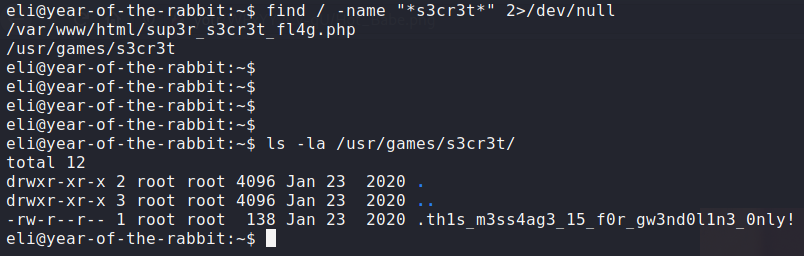 eli@year-of-the-rabbit:~$ find / -name "*s3cr3t*" 2>/dev/null
/var/www/html/sup3r_s3cr3t_fl4g.php
/usr/games/s3cr3t
eli@year-of-the-rabbit:~$
eli@year-of-the-rabbit:~$
eli@year-of-the-rabbit:~$
eli@year-of-the-rabbit:~$
eli@year-of-the-rabbit:~$ ls -la /usr/games/s3cr3t/
total 12
drwxr-xr-x 2 root root 4096 Jan 23  2020 .
drwxr-xr-x 3 root root 4096 Jan 23  2020 ..
-rw-r--r-- 1 root root  138 Jan 23  2020 .th1s_m3ss4ag3_15_f0r_gw3nd0l1n3_0nly!
eli@year-of-the-rabbit:~$